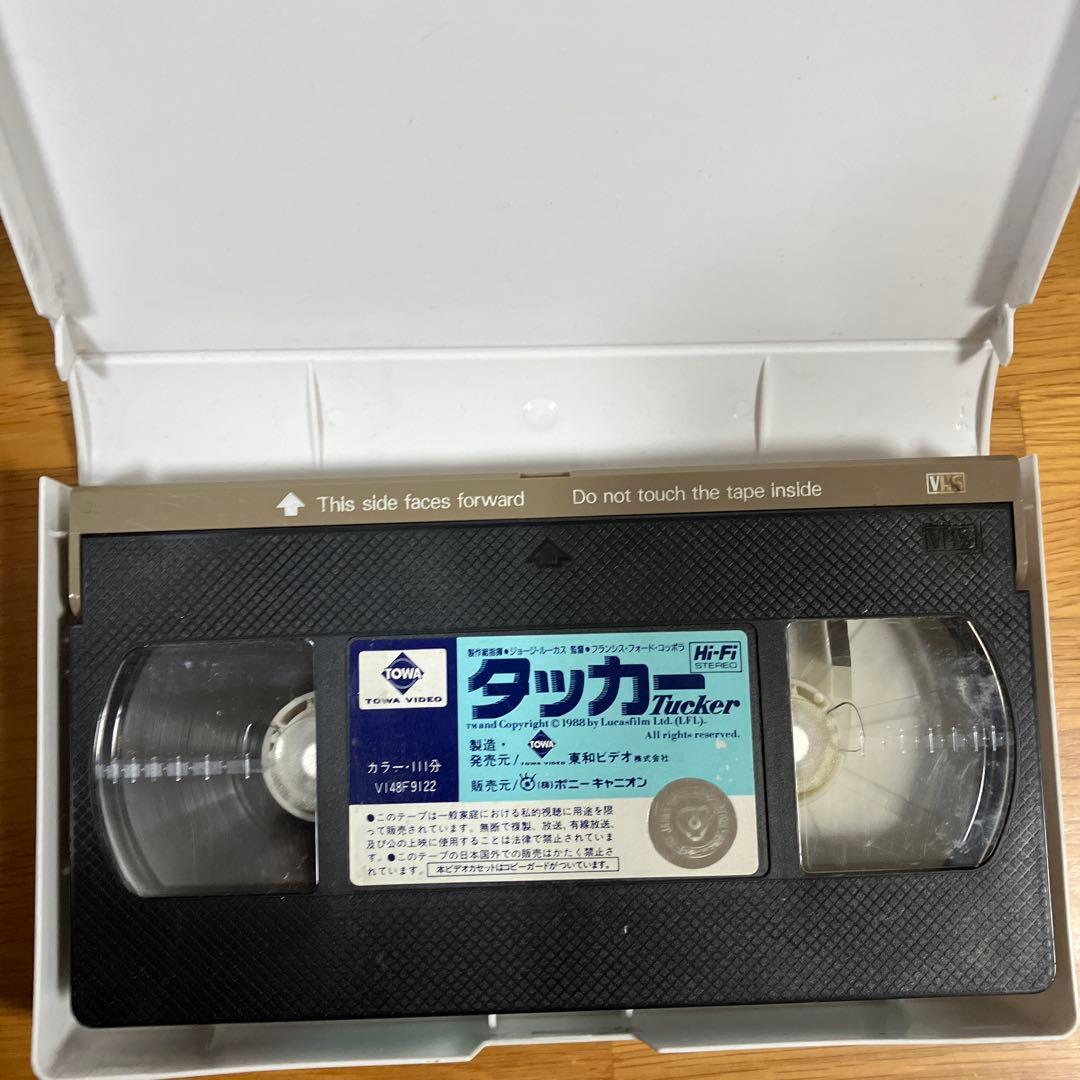 This side faces forward Do not touch the tape inside VHS
VHS
TOWA
TOWA VIDEO
カラー・111分
V148F9122
製作総指揮●ジョージ・ルーカス 監督●フランシス・フォード・コッポラ
Hi-Fi
STEREO
タッカー
Tucker
TM and Copyright © 1988 by Lucasfilm Ltd. (LFL).
All rights reserved.
製造・
発売元/TOWA TOWA VIDEO 東和ビデオ株式会社
販売元/(株)ポニーキャニオン
●このテープは一般家庭における私的視聴に用途を限
って販売されています。無断で複製、放送、有線放送、
及び公の上映に使用することは法律で禁止されていま
す。●このテープの日本国外での販売はかたく禁止さ
れています。 本ビデオカセットはコピーガードがついています。